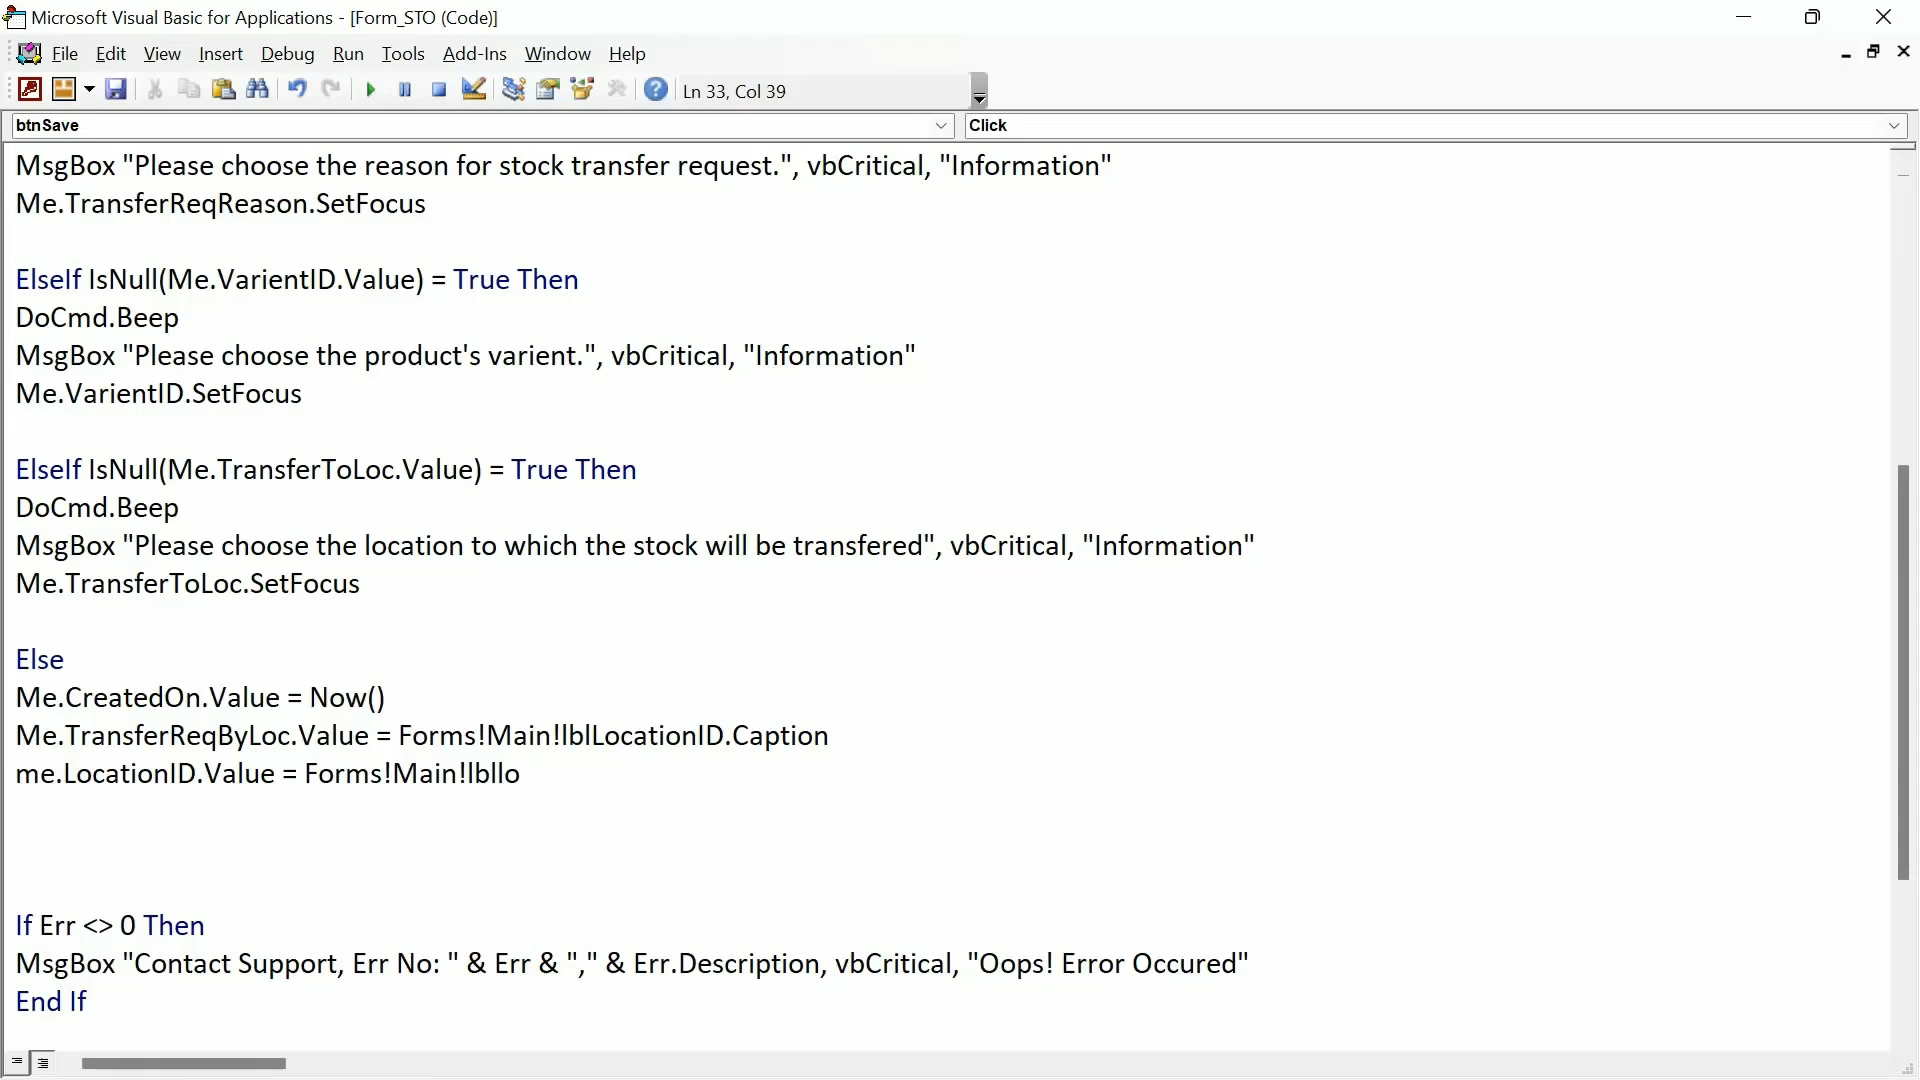 Microsoft Visual Basic for Applications - [Form_STO (Code)]
File Edit View Insert Debug Run Tools Add-Ins Window Help
Ln 33, Col 39
btnSave
Click
MsgBox "Please choose the reason for stock transfer request.", vbCritical, "Information"
Me.TransferReqReason.SetFocus
ElseIf IsNull(Me.VarientID.Value) = True Then
DoCmd.Beep
MsgBox "Please choose the product's varient.", vbCritical, "Information"
Me.VarientID.SetFocus
ElseIf IsNull(Me.TransferToLoc.Value) = True Then
DoCmd.Beep
MsgBox "Please choose the location to which the stock will be transfered", vbCritical, "Information"
Me.TransferToLoc.SetFocus
Else
Me.CreatedOn.Value = Now()
Me.TransferReqByLoc.Value = Forms!Main!lblLocationID.Caption
me.LocationID.Value = Forms!Main!lbllo
If Err <> 0 Then
MsgBox "Contact Support, Err No: " & Err & "," & Err.Description, vbCritical, "Oops! Error Occured"
End If